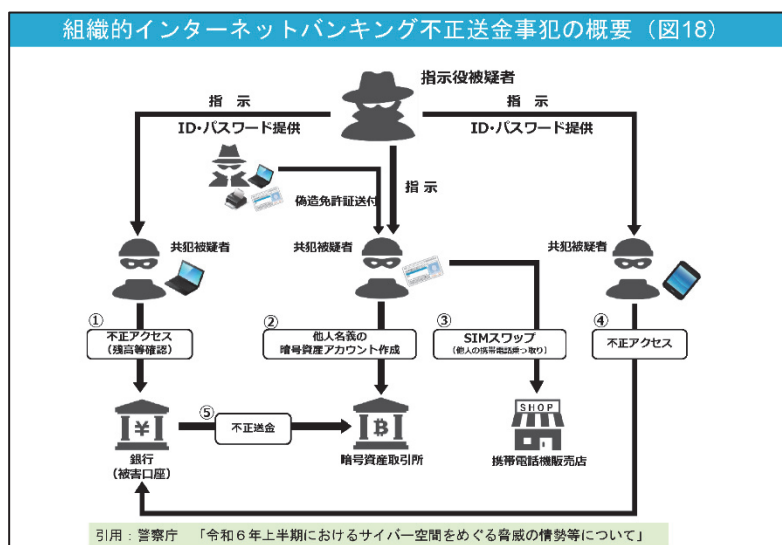 組織的インターネットバンキング不正送金事犯の概要（図18）
指示役被疑者
指 示
ID・パスワード提供
指 示
ID・パスワード提供
偽造免許証送付
指 示
共犯被疑者
共犯被疑者
共犯被疑者
①
不正アクセス
（残高等確認）
②
他人名義の
暗号資産アカウント作成
③
SIMスワップ
（他人の携帯電話乗っ取り）
④
不正アクセス
⑤
不正送金
¥
銀行
（被害口座）
B
暗号資産取引所
SHOP
携帯電話機販売店
引用：警察庁 「令和６年上半期におけるサイバー空間をめぐる脅威の情勢等について」